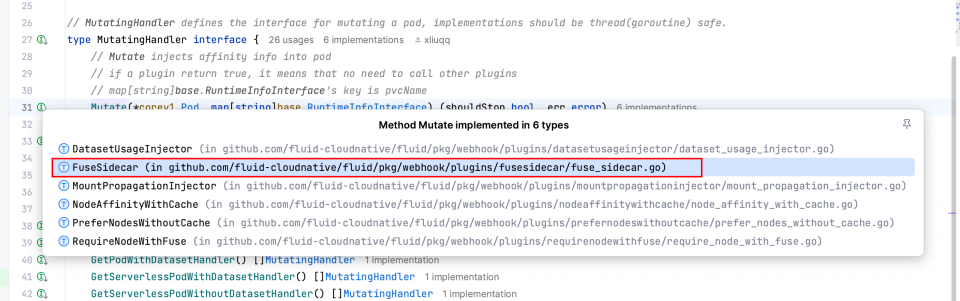 25
26 // MutatingHandler defines the interface for mutating a pod, implementations should be thread(goroutine) safe.
27 type MutatingHandler interface { 26 usages 6 implementations xliuqq
28 // Mutate injects affinity info into pod
29 // if a plugin return true, it means that no need to call other plugins
30 // map[string]base.RuntimeInfoInterface's key is pvcName
31 Mutate(*corev1.Pod, map[string]base.RuntimeInfoInterface) (shouldStop bool, err error) 6 implementations
32 Method Mutate implemented in 6 types
33 DatasetUsageInjector (in github.com/fluid-cloudnative/fluid/pkg/webhook/plugins/datasetusageinjector/dataset_usage_injector.go)
34 FuseSidecar (in github.com/fluid-cloudnative/fluid/pkg/webhook/plugins/fusesidecar/fuse_sidecar.go)
35
36 MountPropagationInjector (in github.com/fluid-cloudnative/fluid/pkg/webhook/plugins/mountpropagationinjector/mount_propagation_injector.go)
37 NodeAffinityWithCache (in github.com/fluid-cloudnative/fluid/pkg/webhook/plugins/nodeaffinitywithcache/node_affinity_with_cache.go)
38 PreferNodesWithoutCache (in github.com/fluid-cloudnative/fluid/pkg/webhook/plugins/prefernodeswithoutcache/prefer_nodes_without_cache.go)
39 RequireNodeWithFuse (in github.com/fluid-cloudnative/fluid/pkg/webhook/plugins/requirenodewithfuse/require_node_with_fuse.go)
40 GetPodWithDatasetHandler() []MutatingHandler 1 implementation
41 GetServerlessPodWithDatasetHandler() []MutatingHandler 1 implementation
42 GetServerlessPodWithoutDatasetHandler() []MutatingHandler 1 implementation